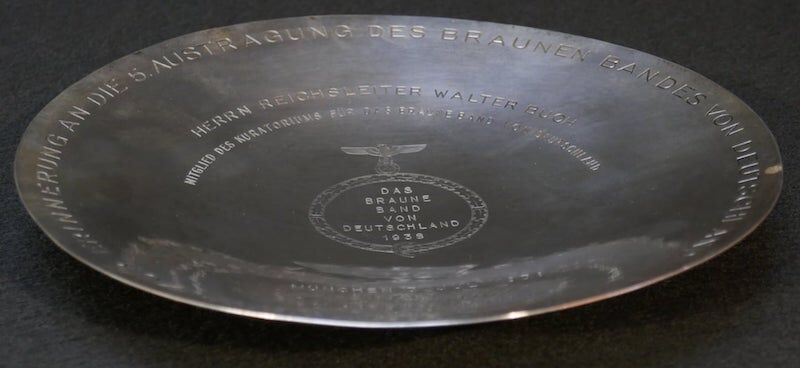 ERINNERUNG AN DIE 5. AUSTRAGUNG DES BRAUNEN BANDES VON DEUTSCHLAND
HERRN REICHSLEITER WALTER BUCH
MITGLIED DES KURATORIUMS FÜR DAS BRAUNE BAND VON DEUTSCHLAND
DAS
BRAUNE
BAND
VON
DEUTSCHLAND
1938
MÜNCHEN